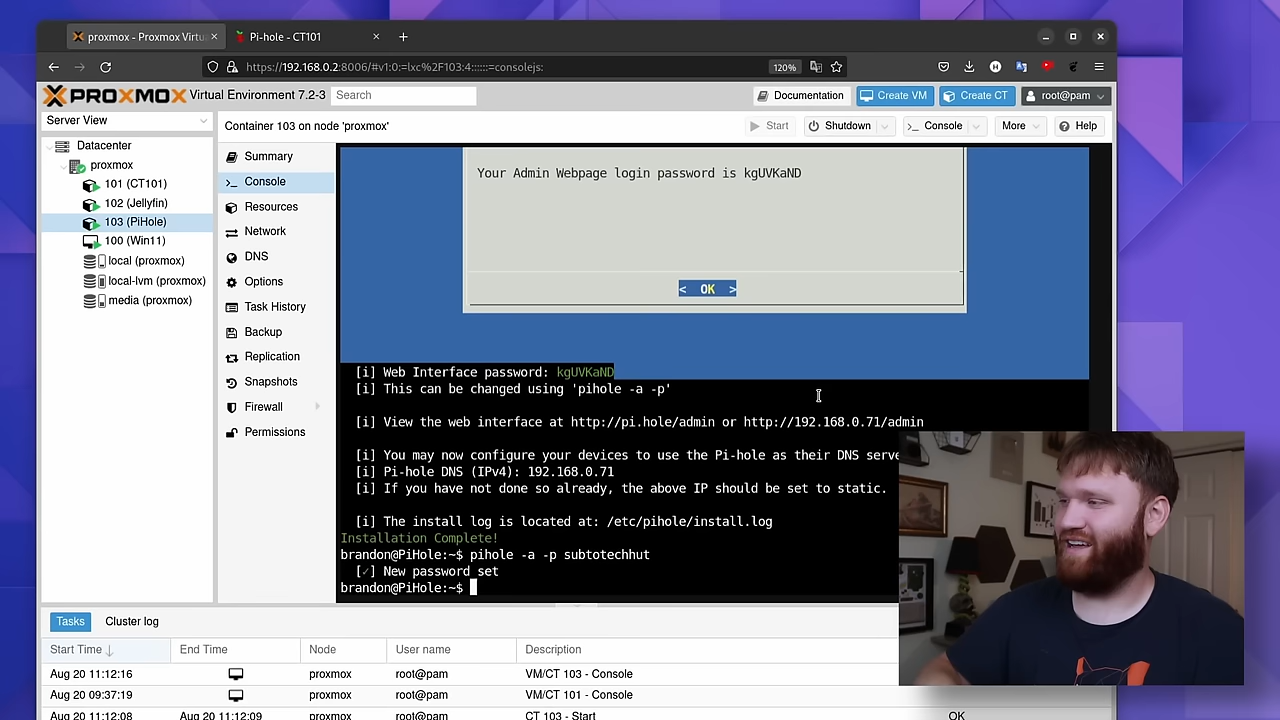 proxmox - Proxmox Virtu
Pi-hole - CT101
https://192.168.0.2:8006/#v1:0:=lxc%2F103:4::::::=consolejs:
120%
PROXMOX Virtual Environment 7.2-3
Search
Documentation
Create VM
Create CT
root@pam
Server View
Container 103 on node 'proxmox'
Start
Shutdown
Console
More
Help
Datacenter
proxmox
101 (CT101)
102 (Jellyfin)
103 (PiHole)
100 (Win11)
local (proxmox)
local-lvm (proxmox)
media (proxmox)
Summary
Console
Resources
Network
DNS
Options
Task History
Backup
Replication
Snapshots
Firewall
Permissions
Your Admin Webpage login password is kgUVKaND
< OK >
[i] Web Interface password: kgUVKaND
[i] This can be changed using 'pihole -a -p'
[i] View the web interface at http://pi.hole/admin or http://192.168.0.71/admin
[i] You may now configure your devices to use the Pi-hole as their DNS serve
[i] Pi-hole DNS (IPv4): 192.168.0.71
[i] If you have not done so already, the above IP should be set to static.
[i] The install log is located at: /etc/pihole/install.log
Installation Complete!
brandon@PiHole:~$ pihole -a -p subtotechhut
[✓] New password set
brandon@PiHole:~$
Tasks
Cluster log
Start Time ↓ End Time Node User name Description
Aug 20 11:12:16 proxmox root@pam VM/CT 103 - Console
Aug 20 09:37:19 proxmox root@pam VM/CT 101 - Console
Aug 20 11:12:08 Aug 20 11:12:09 proxmox root@pam CT 103 - Start OK